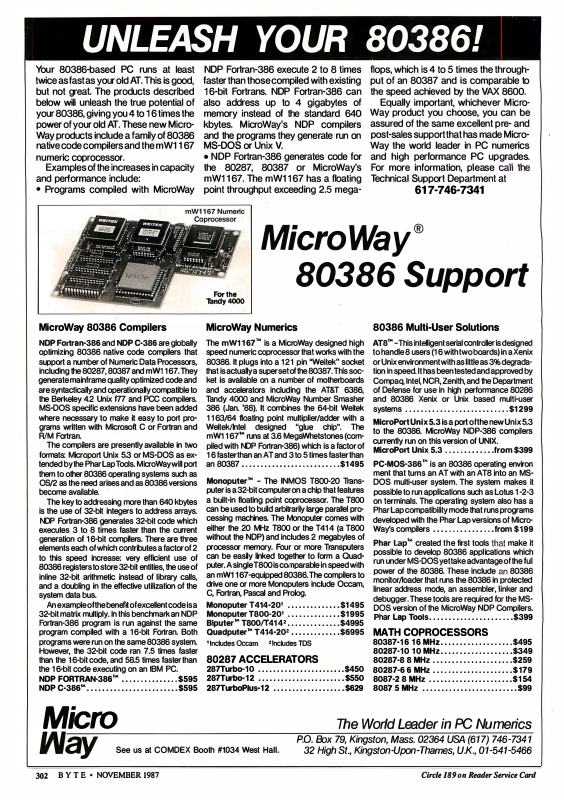 UNLEASH YOUR 80386!
Your 80386-based PC runs at least
twice as fast as your old AT. This is good,
but not great. The products described
below will unleash the true potential of
your 80386, giving you 4 to 16 times the
power of your old AT. These new Micro-
Way products include a family of 80386
native code compilers and the mW1167
numeric coprocessor.
Examples of the increases in capacity
and performance include:
• Programs compiled with MicroWay
NDP Fortran-386 execute 2 to 8 times
faster than those compiled with existing
16-bit Fortrans. NDP Fortran-386 can
also address up to 4 gigabytes of
memory instead of the standard 640
kbytes. MicroWay's NDP compilers
and the programs they generate run on
MS-DOS or Unix V.
• NDP Fortran-386 generates code for
the 80287, 80387 or MicroWay's
mW1167. The mW1167 has a floating
point throughput exceeding 2.5 mega-
flops, which is 4 to 5 times the through-
put of an 80387 and is comparable to
the speed achieved by the VAX 8600.
Equally important, whichever Micro-
Way product you choose, you can be
assured of the same excellent pre- and
post-sales support that has made Micro-
Way the world leader in PC numerics
and high performance PC upgrades.
For more information, please call the
Technical Support Department at
617-746-7341
mW1167 Numeric
Coprocessor
WEITEK
WEITEK
For the
Tandy 4000
MicroWay®
80386 Support
MicroWay 80386 Compilers
NDP Fortran-386 and NDP C-386 are globally
optimizing 80386 native code compilers that
support a number of Numeric Data Processors,
including the 80287, 80387 and mW1167. They
generate mainframe quality optimized code and
are syntactically and operationally compatible to
the Berkeley 4.2 Unix f77 and PCC compilers.
MS-DOS specific extensions have been added
where necessary to make it easy to port pro-
grams written with Microsoft C or Fortran and
R/M Fortran.
The compilers are presently available in two
formats: Microport Unix 5.3 or MS-DOS as ex-
tended by the Phar Lap Tools. MicroWay will port
them to other 80386 operating systems such as
OS/2 as the need arises and as 80386 versions
become available.
The key to addressing more than 640 kbytes
is the use of 32-bit integers to address arrays.
NDP Fortran-386 generates 32-bit code which
executes 3 to 8 times faster than the current
generation of 16-bit compilers. There are three
elements each of which contributes a factor of 2
to this speed increase: very efficient use of
80386 registers to store 32-bit entities, the use of
inline 32-bit arithmetic instead of library calls,
and a doubling in the effective utilization of the
system data bus.
An example of the benefit of excellent code is a
32-bit matrix multiply. In this benchmark an NDP
Fortran-386 program is run against the same
program compiled with a 16-bit Fortran. Both
programs were run on the same 80386 system.
However, the 32-bit code ran 7.5 times faster
than the 16-bit code, and 58.5 times faster than
the 16-bit code executing on an IBM PC.
NDP FORTRAN-386™ ....................$595
NDP C-386™ ....................$595
MicroWay Numerics
The mW1167™ is a MicroWay designed high
speed numeric coprocessor that works with the
80386. It plugs into a 121 pin "Weitek" socket
that is actually a super set of the 80387. This soc-
ket is available on a number of motherboards
and accelerators including the AT&T 6386,
Tandy 4000 and MicroWay Number Smasher
386 (Jan. '88). It combines the 64-bit Weitek
1163/64 floating point multiplier/adder with a
Weitek/Intel designed "glue chip". The
mW1167™ runs at 3.6 MegaWhetstones (com-
piled with NDP Fortran-386) which is a factor of
16 faster than an AT and 3 to 5 times faster than
an 80387 ....................$1495
Monoputer™ – The INMOS T800-20 Trans-
puter is a 32-bit computer on a chip that features
a built-in floating point coprocessor. The T800
can be used to build arbitrarily large parallel pro-
cessing machines. The Monoputer comes with
either the 20 MHz T800 or the T414 (a T800
without the NDP) and includes 2 megabytes of
processor memory. Four or more Transputers
can be easily linked together to form a Quad-
puter. A single T800 is comparable in speed with
an mW1167-equipped 80386. The compilers to
drive one or more Monoputers include Occam,
C, Fortran, Pascal and Prolog.
Monoputer T414-20¹ ..............$1495
Monoputer T800-20¹ ..............$1995
Biputer™ T800/T414² ..............$4995
Quadputer™ T414-20² ..............$6995
¹Includes Occam ²Includes TDS
80287 ACCELERATORS
287Turbo-10 ....................$450
287Turbo-12 ....................$550
287TurboPlus-12 ................$629
80386 Multi-User Solutions
AT8™ – This intelligent serial controller is designed
to handle 8 users (16 with two boards) in a Xenix
or Unix environment with as little as 3% degrada-
tion in speed. It has been tested and approved by
Compaq, Intel, NCR, Zenith, and the Department
of Defense for use in high performance 80286
and 80386 Xenix or Unix based multi-user
systems ....................$1299
MicroPort Unix 5.3 is a port of the new Unix 5.3
to the 80386. MicroWay NDP-386 compilers
currently run on this version of UNIX.
MicroPort Unix 5.3 .............from $399
PC-MOS-386™ is an 80386 operating environ-
ment that turns an AT with an AT8 into an MS-
DOS multi-user system. The system makes it
possible to run applications such as Lotus 1-2-3
on terminals. The operating system also has a
Phar Lap compatibility mode that runs programs
developed with the Phar Lap versions of Micro-
Way's compilers ................from $199
Phar Lap™ created the first tools that make it
possible to develop 80386 applications which
run under MS-DOS yet take advantage of the full
power of the 80386. These include an 80386
monitor/loader that runs the 80386 in protected
linear address mode, an assembler, linker and
debugger. These tools are required for the MS-
DOS version of the MicroWay NDP Compilers.
Phar Lap Tools ....................$399
MATH COPROCESSORS
80387-16 16 MHz ....................$495
80287-10 10 MHz ....................$349
80287-8 8 MHz ....................$259
80287-6 6 MHz ....................$179
8087-2 8 MHz ....................$154
8087 5 MHz ....................$99
Micro
Way
See us at COMDEX Booth #1034 West Hall.
The World Leader in PC Numerics
P.O. Box 79, Kingston, Mass. 02364 USA (617) 746-7341
32 High St., Kingston-Upon-Thames, U.K., 01-541-5466
302 BYTE • NOVEMBER 1987
Circle 189 on Reader Service Card